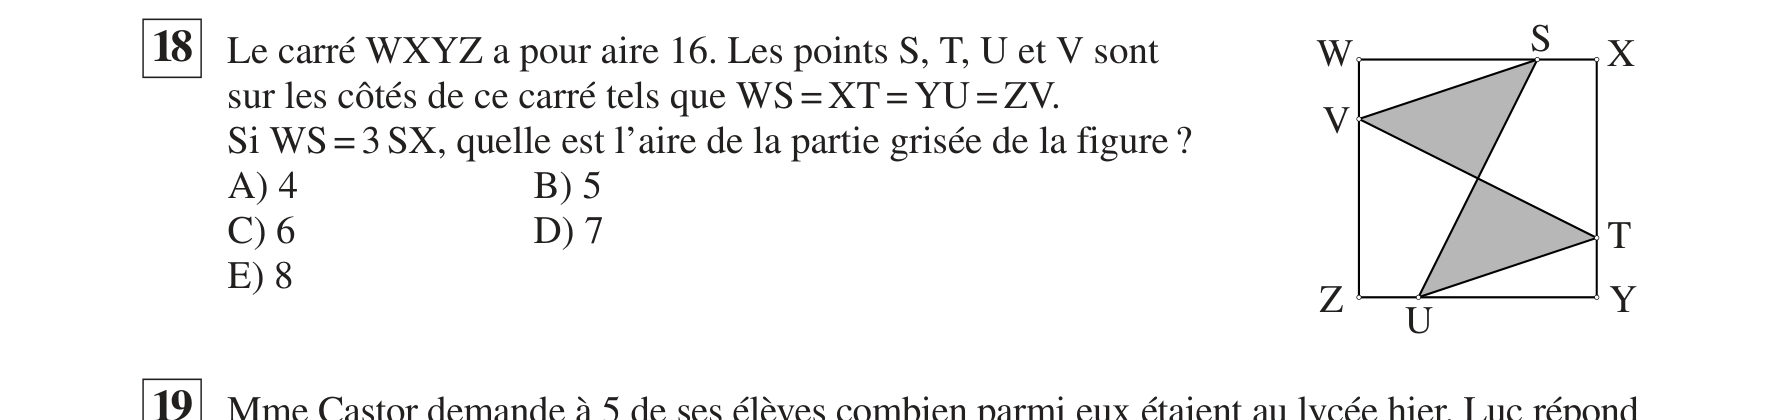 18 Le carré WXYZ a pour aire 16. Les points S, T, U et V sont
sur les côtés de ce carré tels que WS = XT = YU = ZV.
Si WS = 3 SX, quelle est l’aire de la partie grisée de la figure ?
A) 4 B) 5
C) 6 D) 7
E) 8
W S X
V
T
Z U Y
19 Mme Castor demande à 5 de ses élèves combien parmi eux étaient au lycée hier. Luc répond